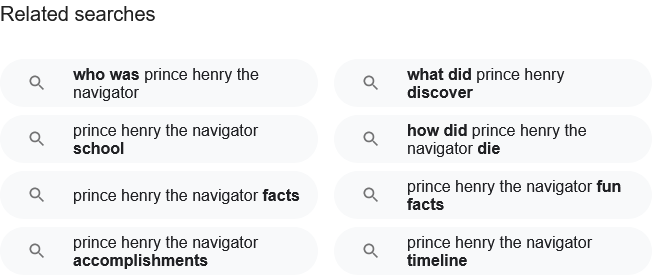 Related searches
who was prince henry the
navigator
what did prince henry
discover
prince henry the navigator
school
how did prince henry the
navigator die
prince henry the navigator facts
prince henry the navigator fun
facts
prince henry the navigator
accomplishments
prince henry the navigator
timeline